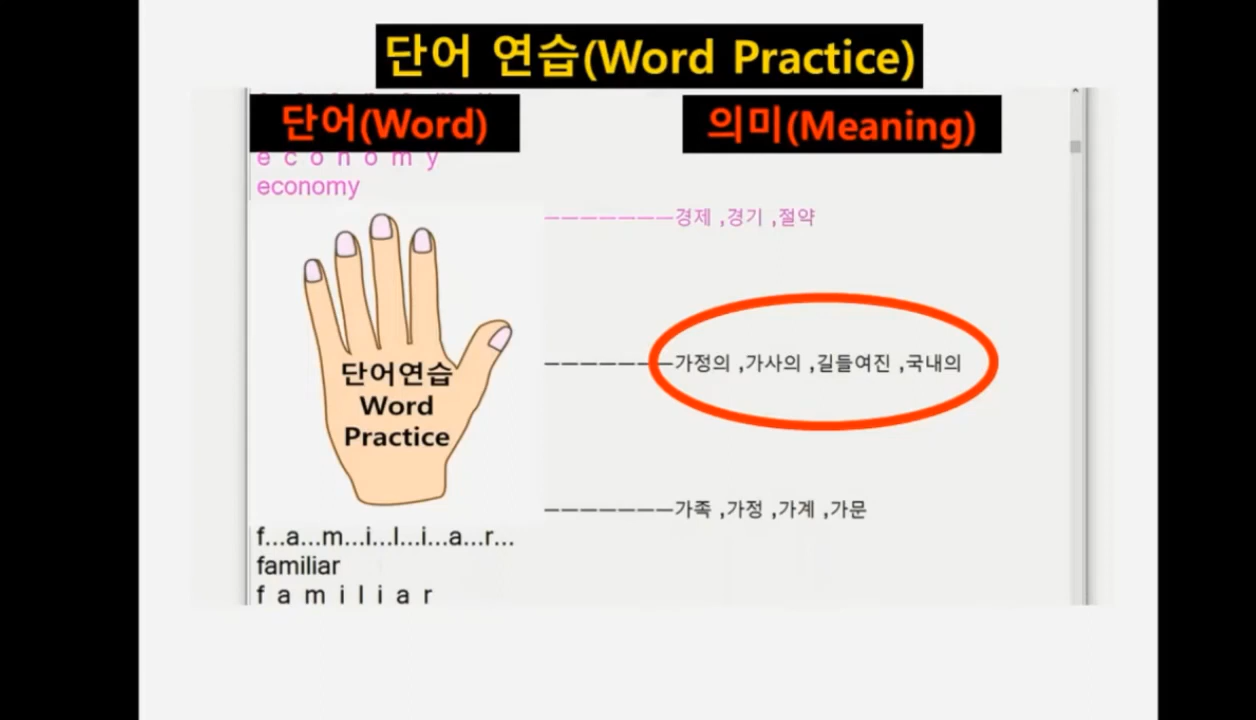 단어 연습(Word Practice)
단어(Word)
의미(Meaning)
e c o n o m y
economy
———————경제 ,경기 ,절약
단어연습
Word
Practice
———————가정의 ,가사의 ,길들여진 ,국내의
———————가족 ,가정 ,가계 ,가문
f...a...m...i...l...i...a...r...
familiar
f a m i l i a r